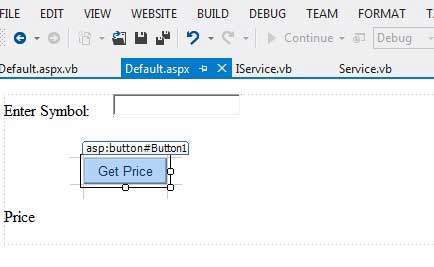 FILE EDIT VIEW WEBSITE BUILD DEBUG TEAM FORMAT
Continue Debug
Default.aspx.vb Default.aspx IService.vb Service.vb
Enter Symbol:
asp:button#Button1
Get Price
Price